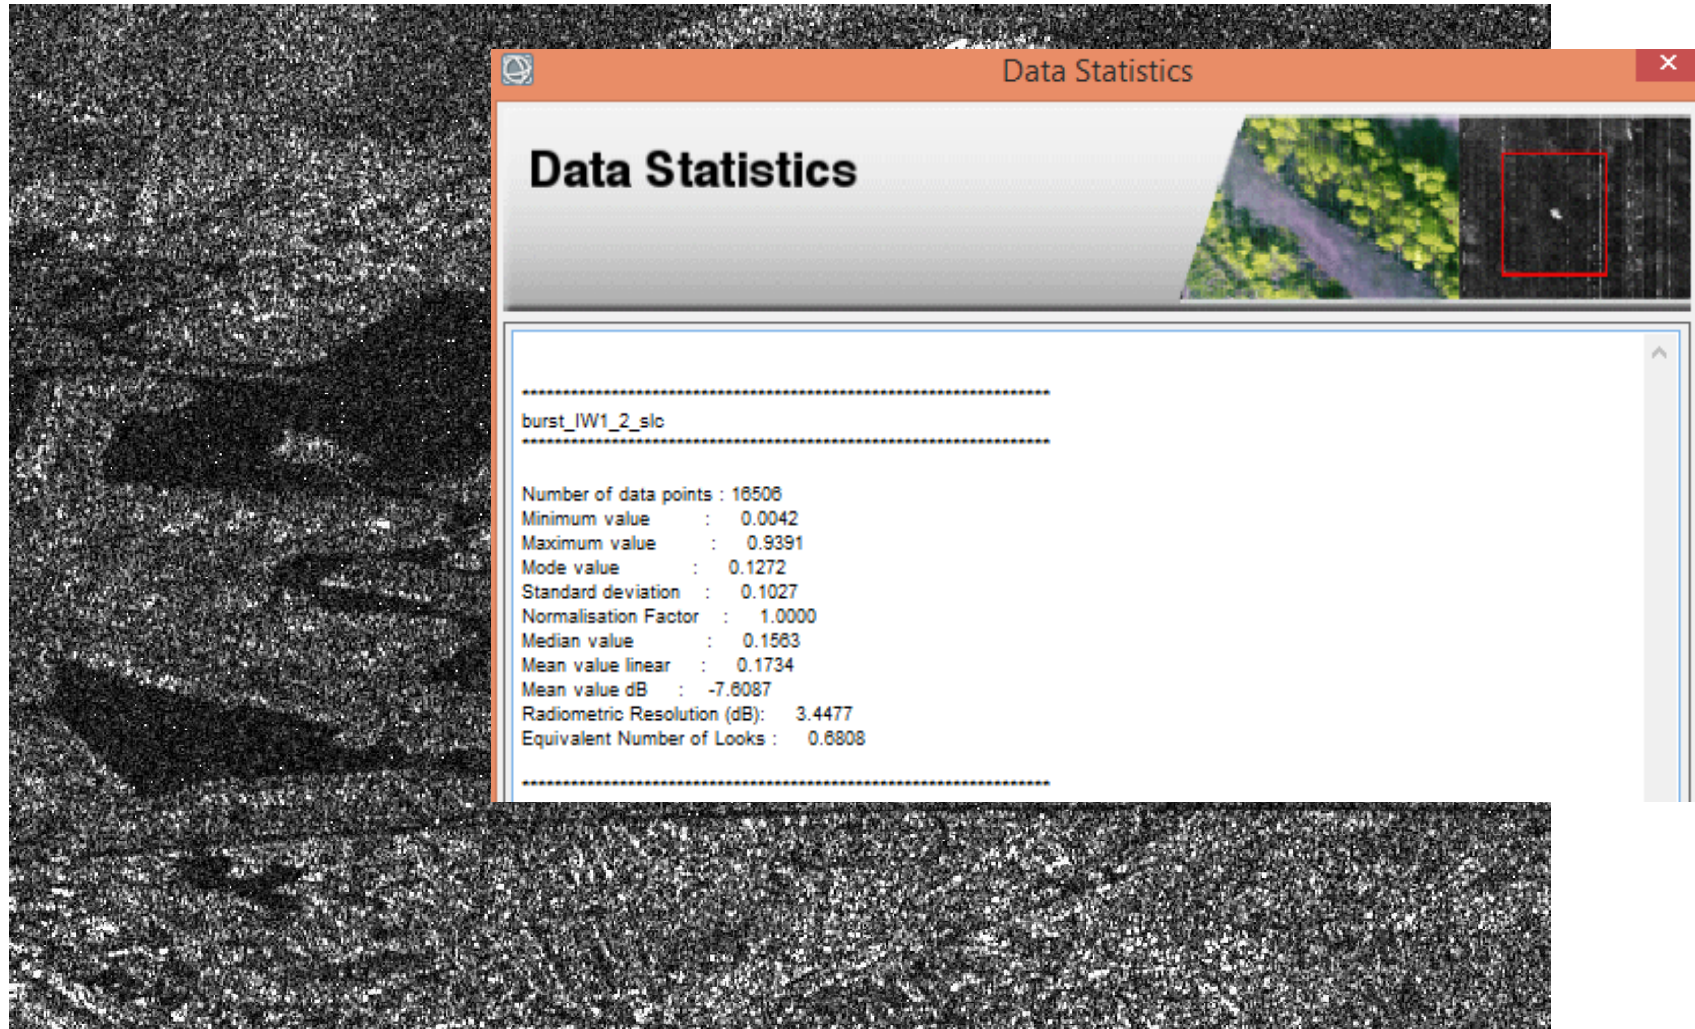 Data Statistics
Data Statistics
******************************************************************
burst_IW1_2_slc
******************************************************************
Number of data points : 16506
Minimum value : 0.0042
Maximum value : 0.9391
Mode value : 0.1272
Standard deviation : 0.1027
Normalisation Factor : 1.0000
Median value : 0.1563
Mean value linear : 0.1734
Mean value dB : -7.6087
Radiometric Resolution (dB): 3.4477
Equivalent Number of Looks : 0.6808
******************************************************************